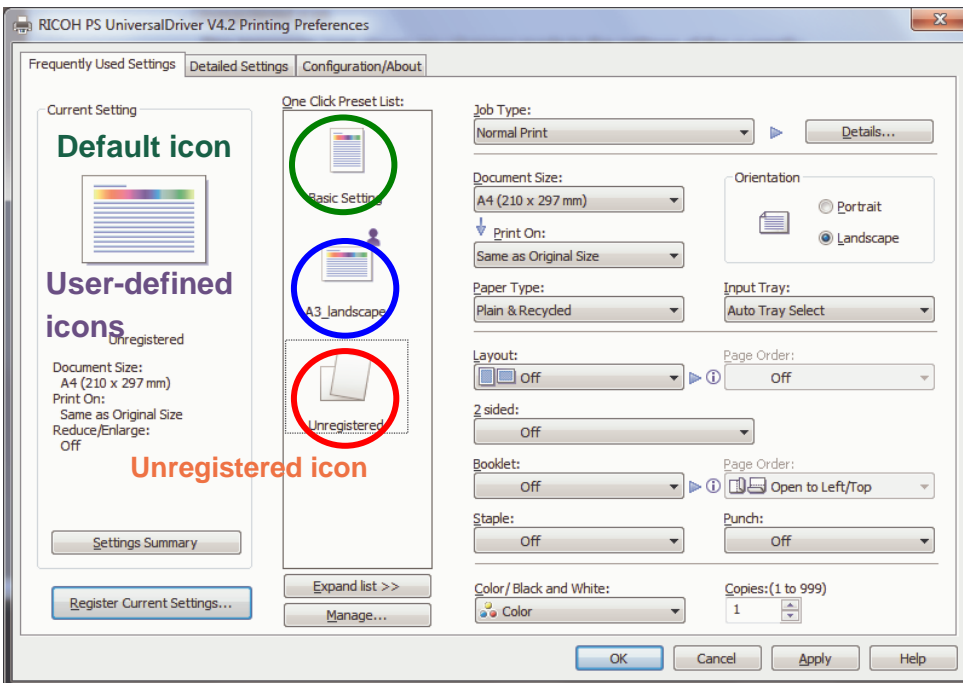 RICOH PS UniversalDriver V4.2 Printing Preferences
Frequently Used Settings
Detailed Settings
Configuration/About
Current Setting
Default icon
User-defined
icons
Unregistered
Document Size:
A4 (210 x 297 mm)
Print On:
Same as Original Size
Reduce/Enlarge:
Off
Unregistered icon
Settings Summary
Register Current Settings...
One Click Preset List:
Basic Setting
A3_landscape
Unregistered
Expand list >>
Manage...
Job Type:
Normal Print
Details...
Document Size:
A4 (210 x 297 mm)
Print On:
Same as Original Size
Orientation
Portrait
Landscape
Paper Type:
Plain & Recycled
Input Tray:
Auto Tray Select
Layout:
Off
Page Order:
Off
2 sided:
Off
Booklet:
Off
Page Order:
Open to Left/Top
Staple:
Off
Punch:
Off
Color/ Black and White:
Color
Copies:(1 to 999)
1
OK
Cancel
Apply
Help